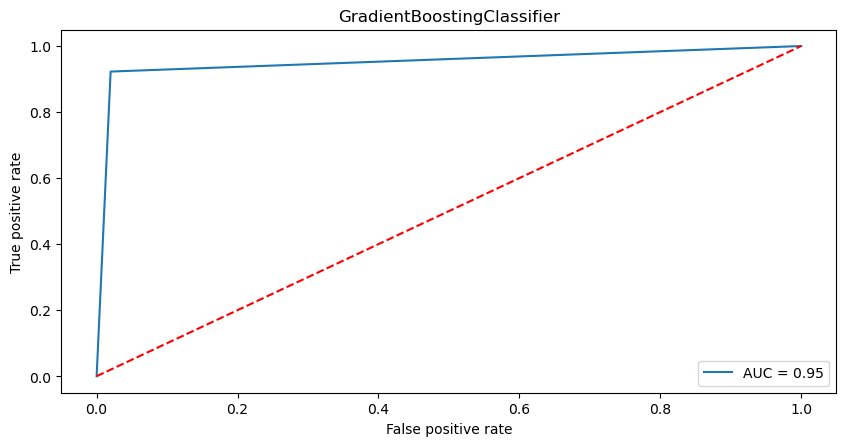 GradientBoostingClassifier
True positive rate
1.0
0.8
0.6
0.4
0.2
0.0
0.0 0.2 0.4 0.6 0.8 1.0
False positive rate
AUC = 0.95